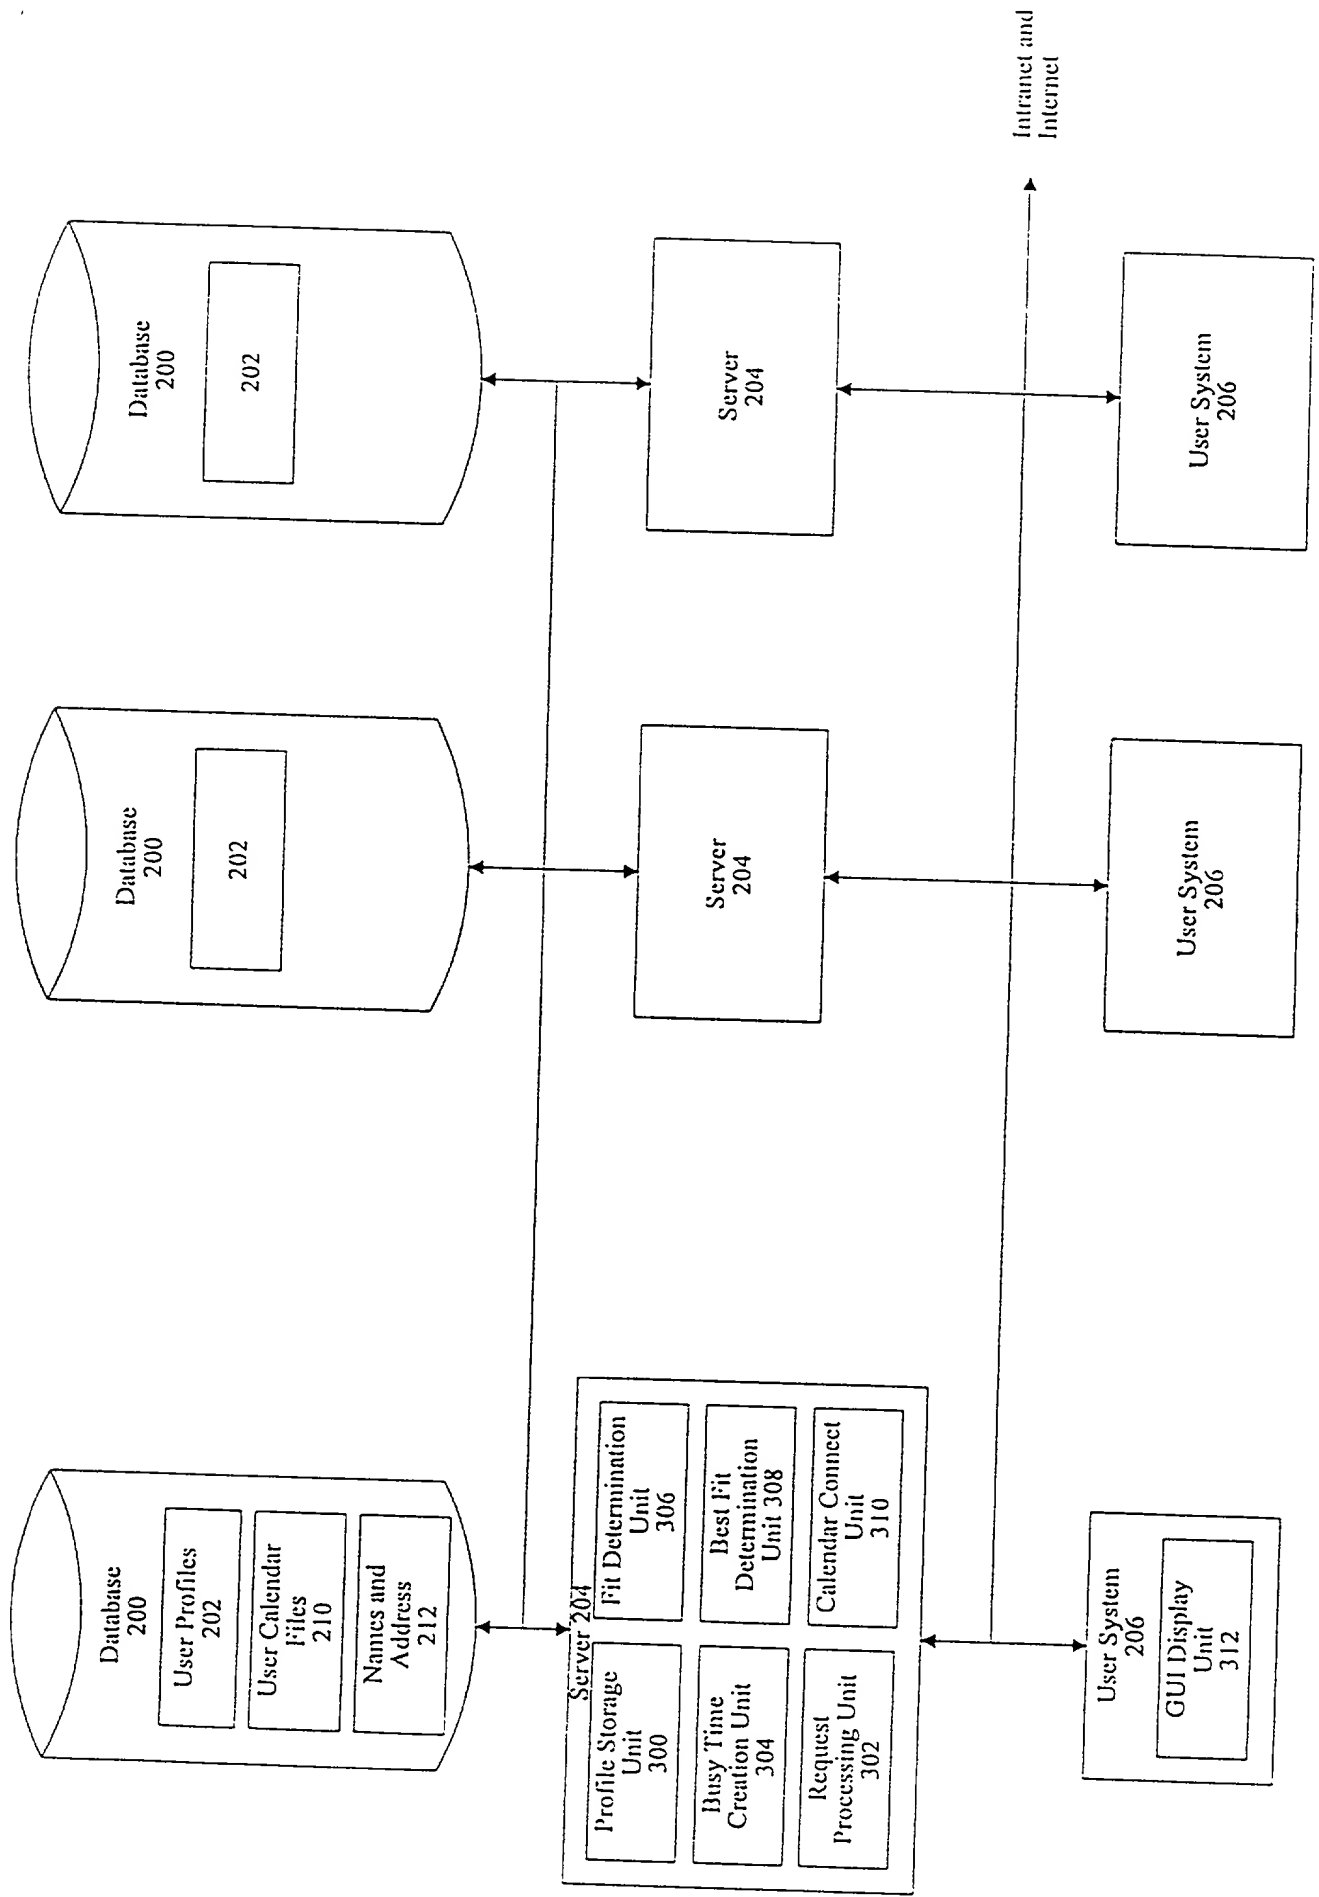 Database
200
User Profiles
202
User Calendar
Files
210
Names and
Address
212
Database
200
202
Database
200
202
Server 204
Profile Storage
Unit
300
Fit Determination
Unit
306
Busy Time
Creation Unit
304
Best Fit
Determination
Unit 308
Request
Processing Unit
302
Calendar Connect
Unit
310
Server
204
Server
204
Intranet and
Internet
User System
206
GUI Display
Unit
312
User System
206
User System
206